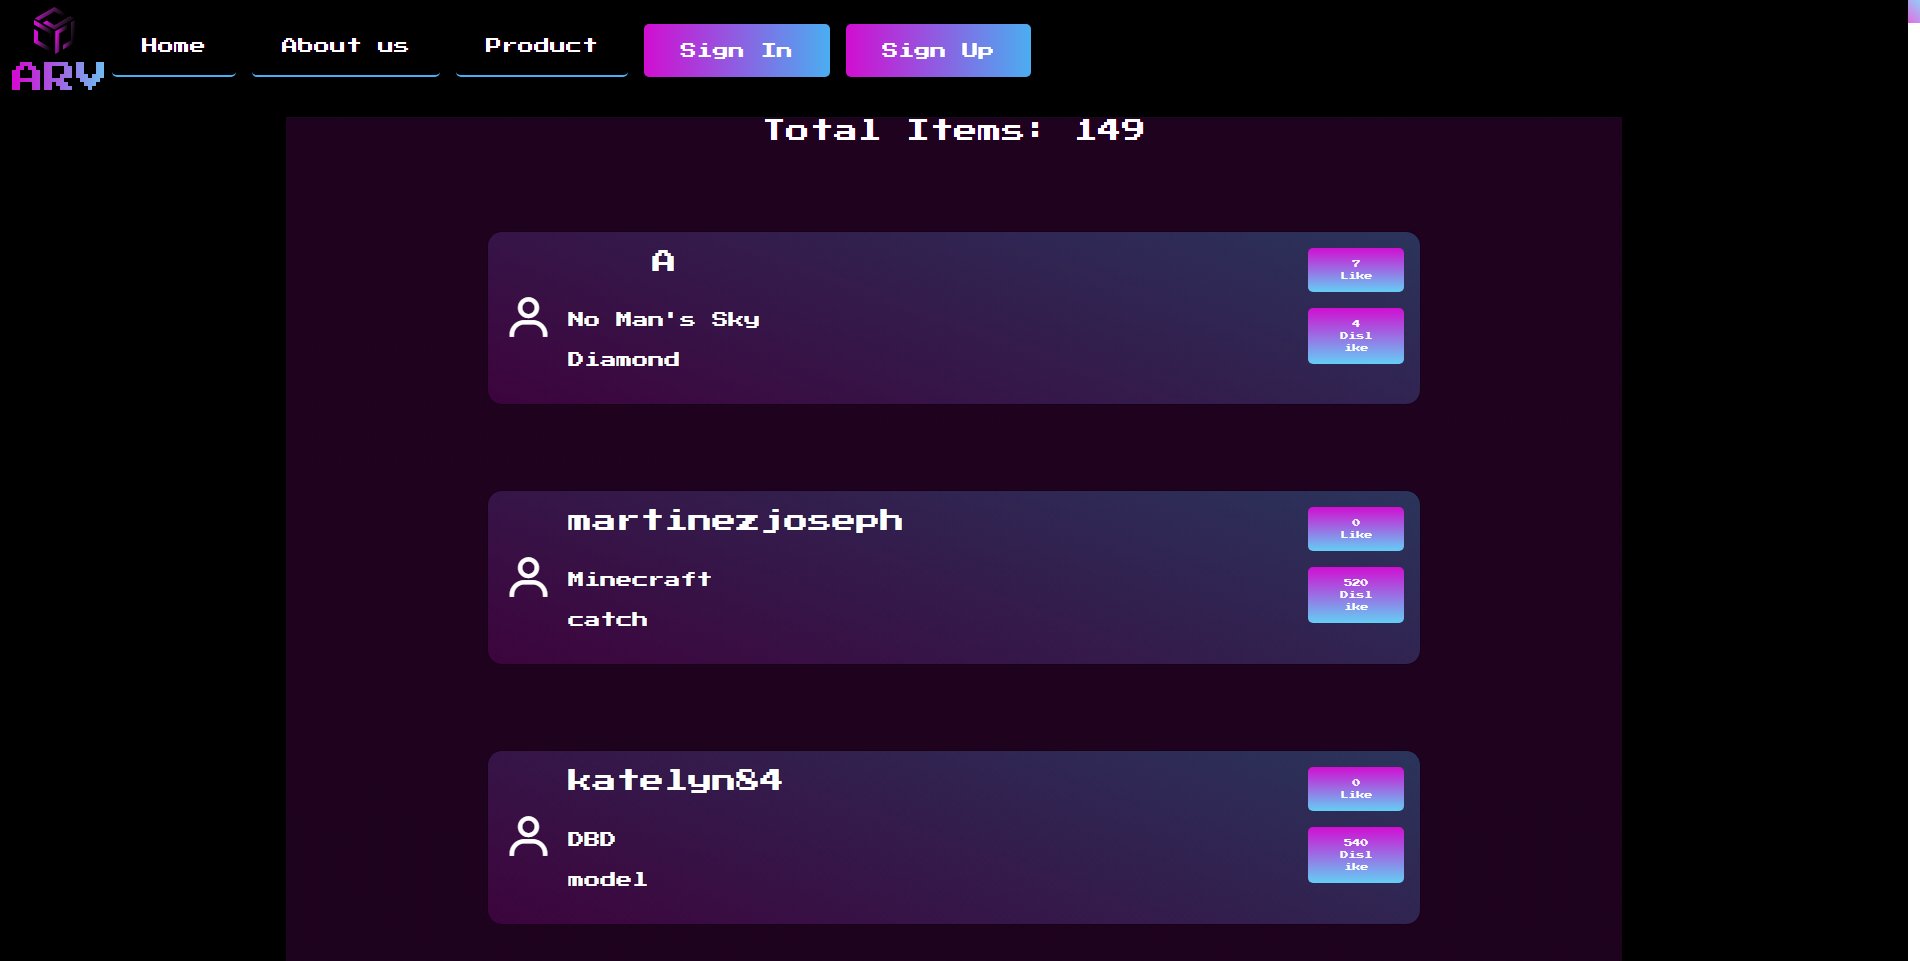 ARV
Home
About us
Product
Sign In
Sign Up
Total Items: 149
A
No Man's Sky
Diamond
7
Like
4
Disl
ike
martinezjoseph
Minecraft
catch
0
Like
520
Disl
ike
katelyn84
DBD
model
0
Like
540
Disl
ike